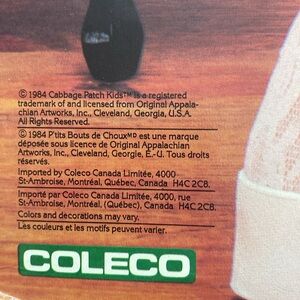 © 1984 Cabbage Patch Kids™ is a registered
trademark of and licensed from Original Appala-
chian Artworks, Inc., Cleveland, Georgia, U.S.A.
All Rights Reserved.
© 1984 P'tits Bouts de Choux MD est une marque
déposée sous licence de Original Appalachian
Artworks, Inc., Cleveland, Georgia, E.-U. Tous droits
réservés.
Imported by Coleco Canada Limitée, 4000
St-Ambroise, Montréal, (Québec), Canada H4C 2C8.
Importé par Coleco Canada Limitée, 4000, rue
St-Ambroise, Montréal, (Québec), Canada H4C 2C8.
Colors and decorations may vary.
Les couleurs et les motifs peuvent varier.
COLECO